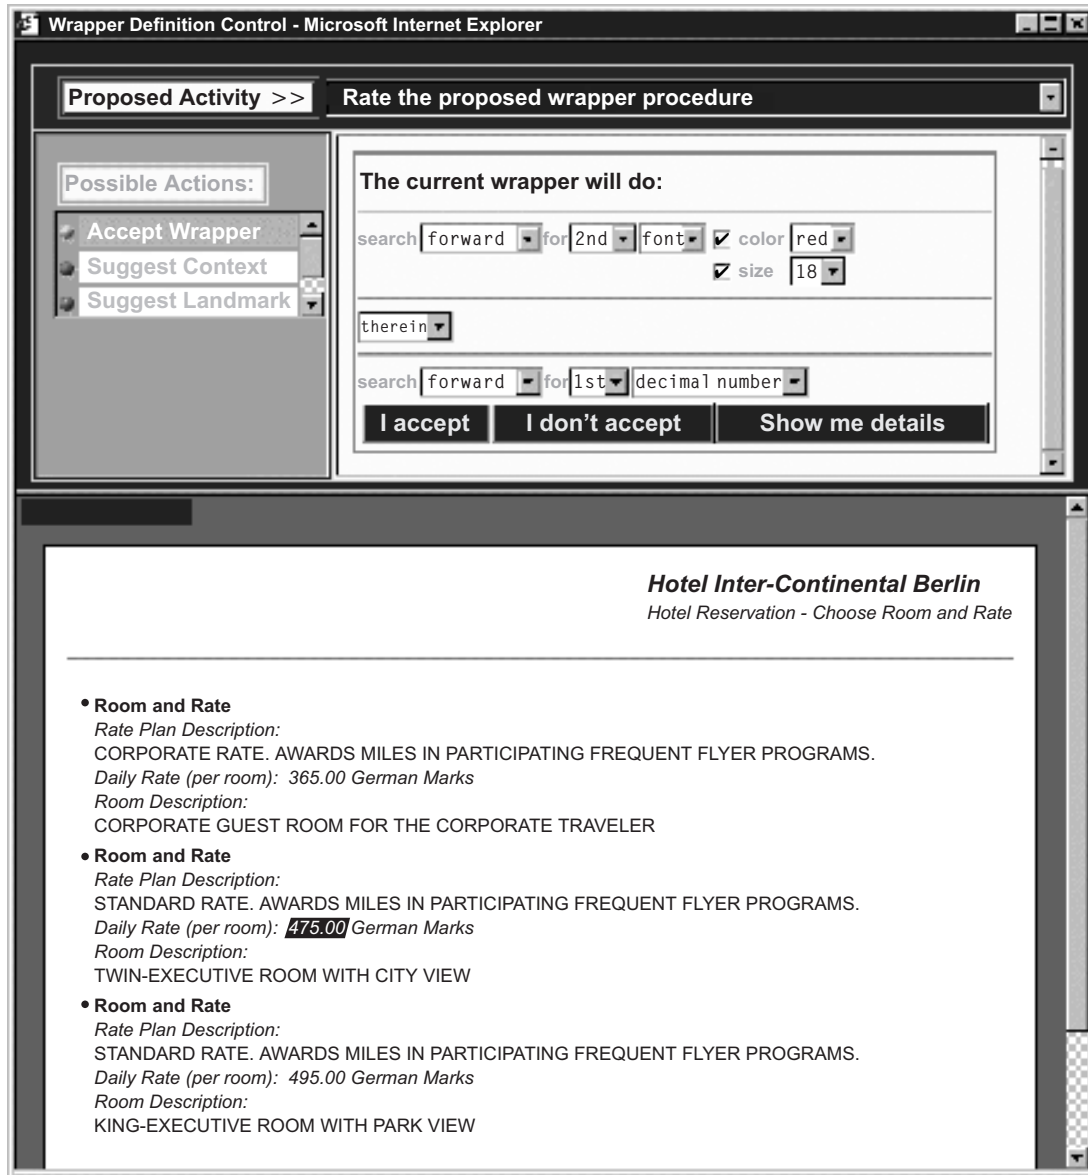 Wrapper Definition Control - Microsoft Internet Explorer
Proposed Activity >> Rate the proposed wrapper procedure
Possible Actions:
Accept Wrapper
Suggest Context
Suggest Landmark
The current wrapper will do:
search forward for 2nd font color red
size 18
therein
search forward for 1st decimal number
I accept I don't accept Show me details
Hotel Inter-Continental Berlin
Hotel Reservation - Choose Room and Rate
• Room and Rate
Rate Plan Description:
CORPORATE RATE. AWARDS MILES IN PARTICIPATING FREQUENT FLYER PROGRAMS.
Daily Rate (per room): 365.00 German Marks
Room Description:
CORPORATE GUEST ROOM FOR THE CORPORATE TRAVELER
• Room and Rate
Rate Plan Description:
STANDARD RATE. AWARDS MILES IN PARTICIPATING FREQUENT FLYER PROGRAMS.
Daily Rate (per room): 475.00 German Marks
Room Description:
TWIN-EXECUTIVE ROOM WITH CITY VIEW
• Room and Rate
Rate Plan Description:
STANDARD RATE. AWARDS MILES IN PARTICIPATING FREQUENT FLYER PROGRAMS.
Daily Rate (per room): 495.00 German Marks
Room Description:
KING-EXECUTIVE ROOM WITH PARK VIEW